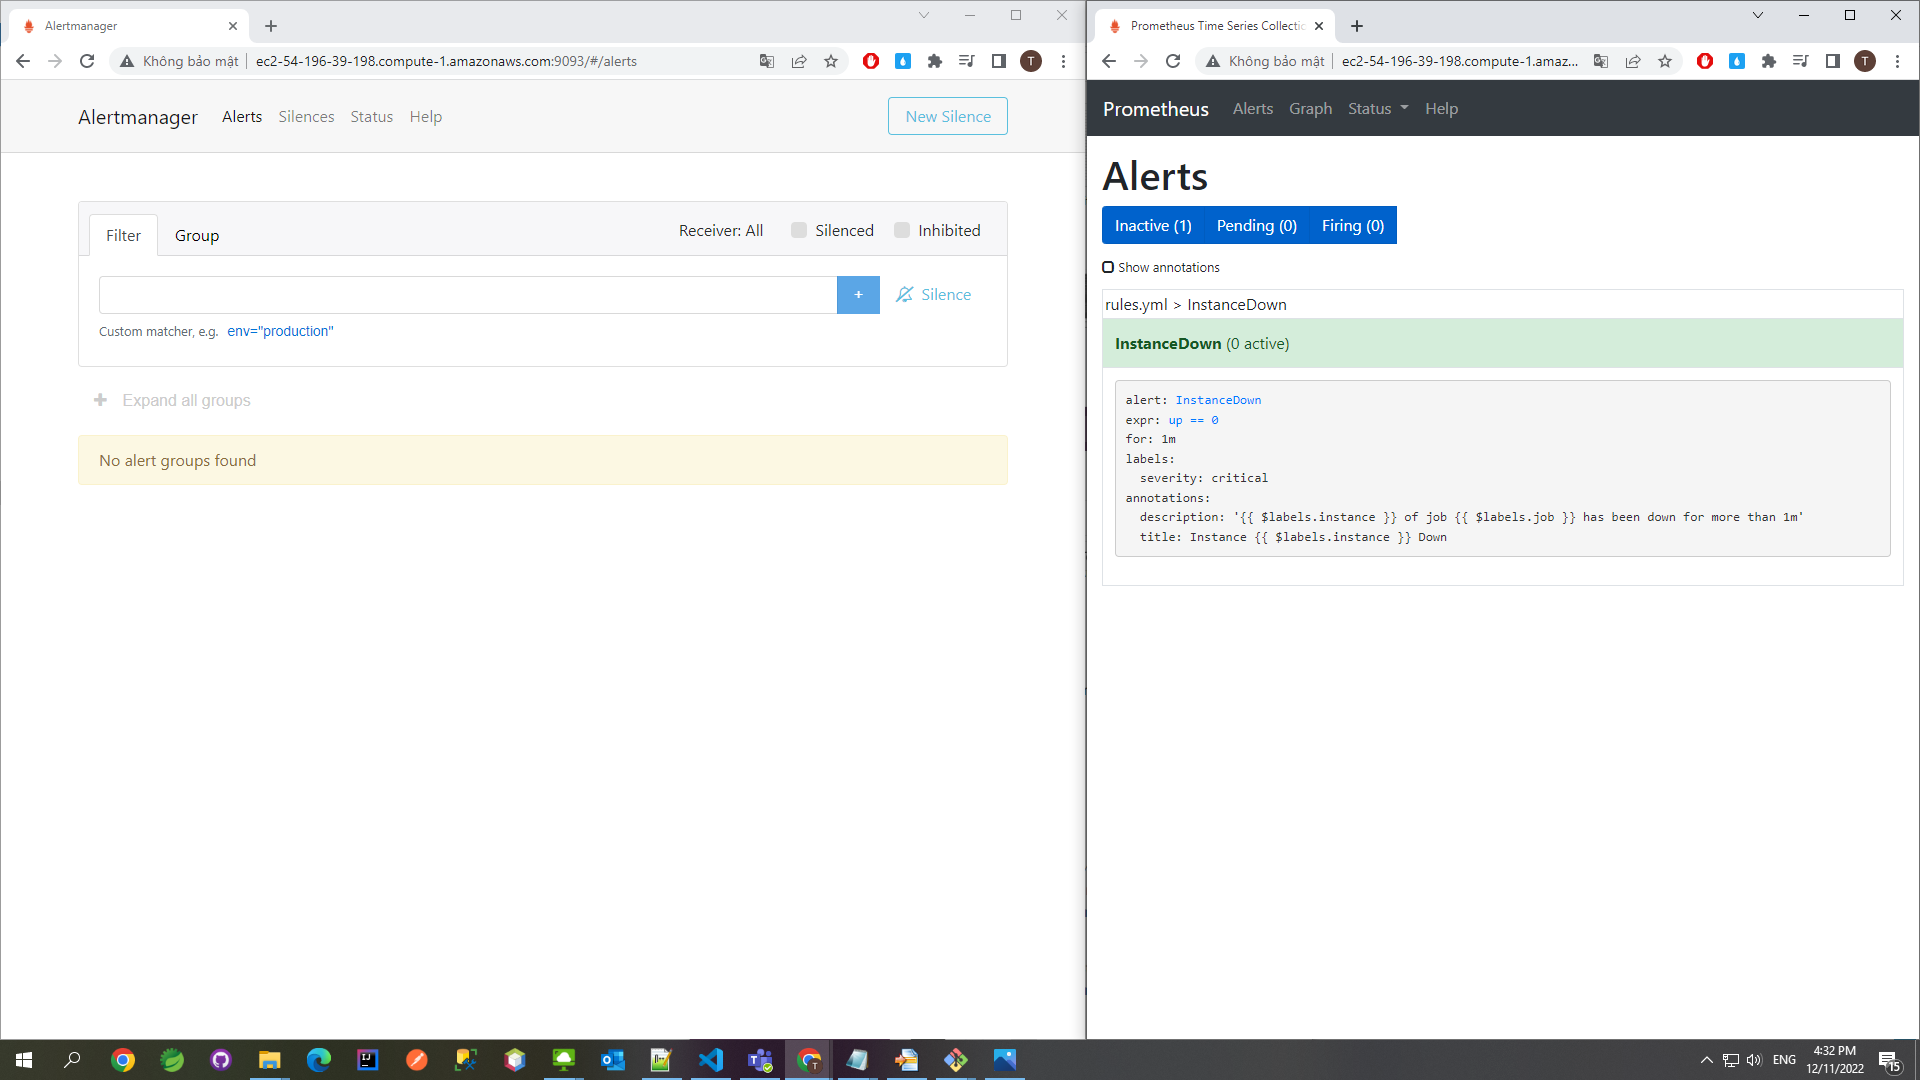 Alertmanager
Không bảo mật
ec2-54-196-39-198.compute-1.amazonaws.com:9093/#/alerts
T
Alertmanager
Alerts
Silences
Status
Help
New Silence
Filter
Group
Receiver: All
Silenced
Inhibited
+
Silence
Custom matcher, e.g. env="production"
+ Expand all groups
No alert groups found
Prometheus Time Series Collectio
Không bảo mật
ec2-54-196-39-198.compute-1.amaz...
T
Prometheus
Alerts
Graph
Status
Help
Alerts
Inactive (1)
Pending (0)
Firing (0)
Show annotations
rules.yml > InstanceDown
InstanceDown (0 active)
alert: InstanceDown
expr: up == 0
for: 1m
labels:
  severity: critical
annotations:
  description: '{{ $labels.instance }} of job {{ $labels.job }} has been down for more than 1m'
  title: Instance {{ $labels.instance }} Down
ENG
4:32 PM
12/11/2022
15